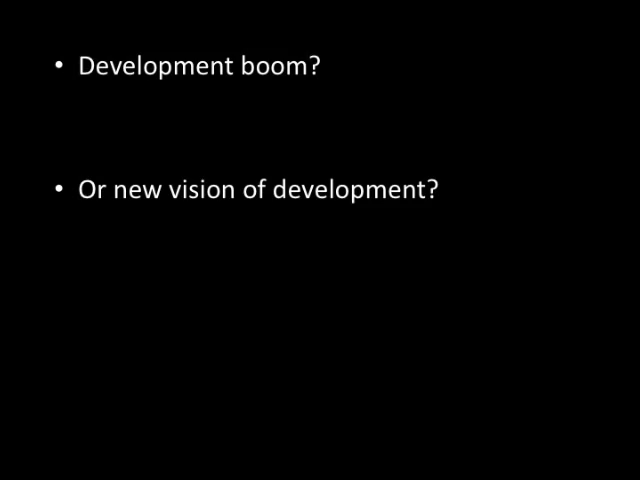 • Development boom?
• Or new vision of development?